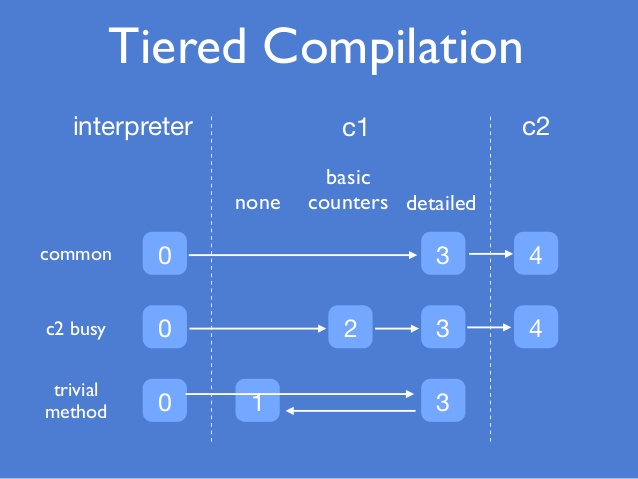 Tiered Compilation
interpreter c1 c2
none basic counters detailed
common 0 3 4
c2 busy 0 2 3 4
trivial method 0 1 3